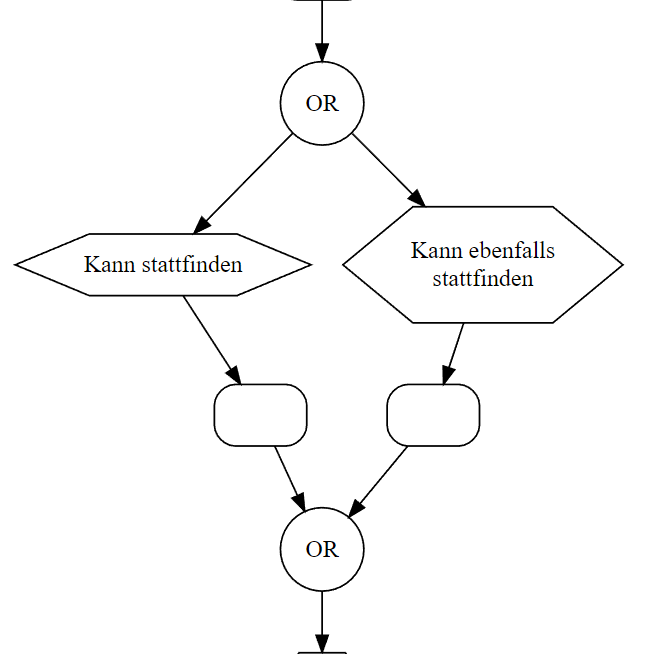 OR
Kann stattfinden
Kann ebenfalls
stattfinden
OR